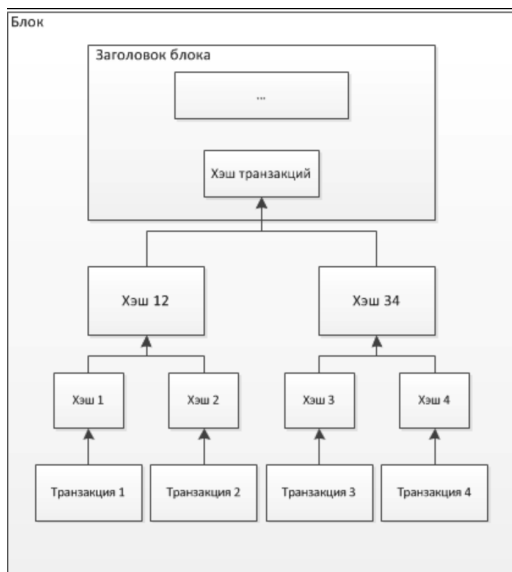 Блок
Заголовок блока
...
Хэш транзакций
Хэш 12
Хэш 34
Хэш 1
Хэш 2
Хэш 3
Хэш 4
Транзакция 1
Транзакция 2
Транзакция 3
Транзакция 4